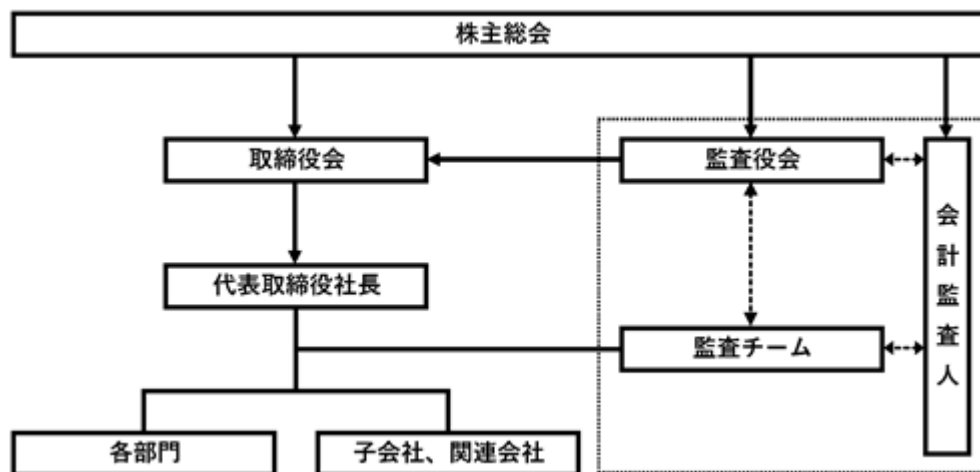 株主総会
取締役会
監査役会
会計監査人
代表取締役社長
監査チーム
各部門
子会社、関連会社